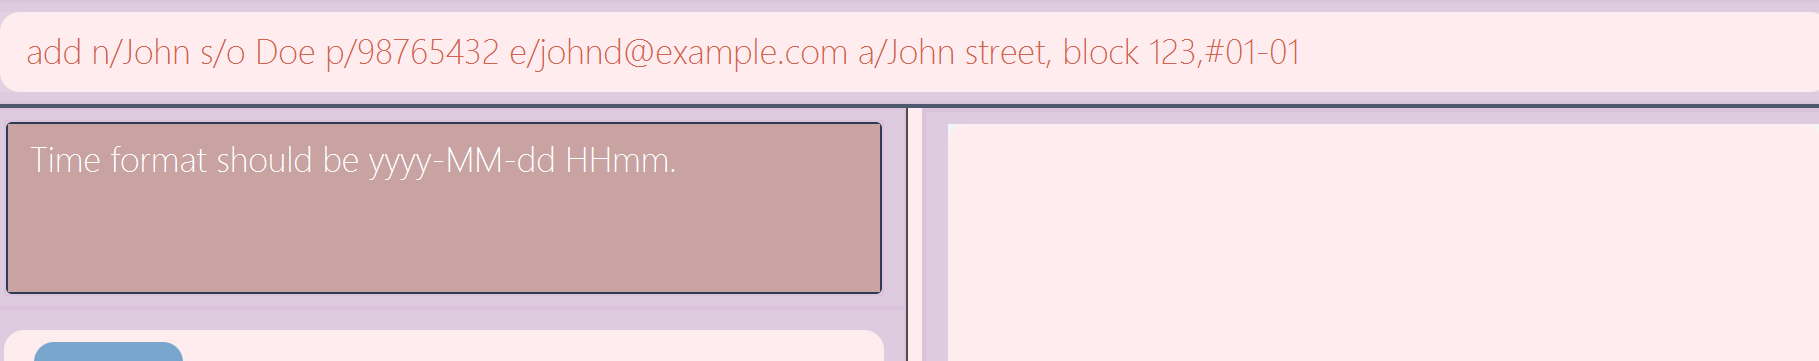 add n/John s/o Doe p/98765432 e/johnd@example.com a/John street, block 123,#01-01
Time format should be yyyy-MM-dd HHmm.